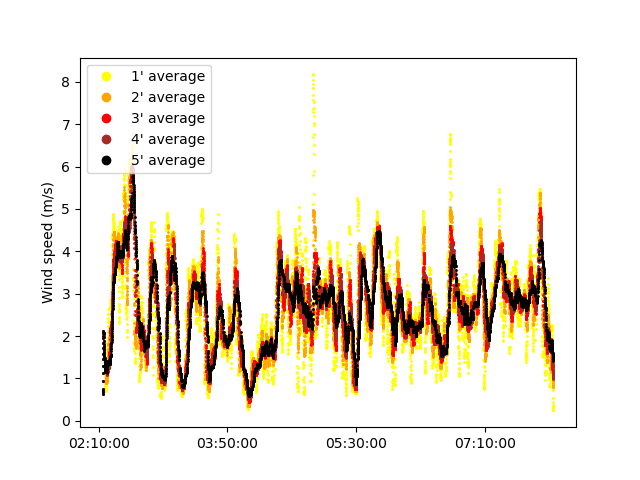 1' average
2' average
3' average
4' average
5' average
Wind speed (m/s)
8
7
6
5
4
3
2
1
0
02:10:00 03:50:00 05:30:00 07:10:00